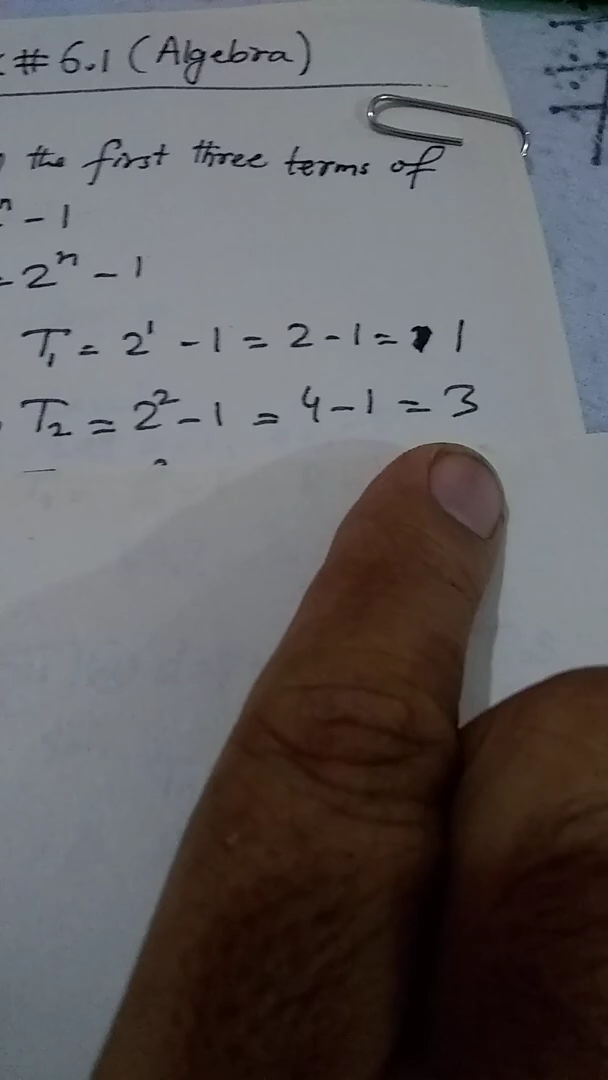 # 6.1 (Algebra)
the first three terms of
n - 1
2ⁿ - 1
T₁ = 2¹ - 1 = 2 - 1 = 1
T₂ = 2² - 1 = 4 - 1 = 3